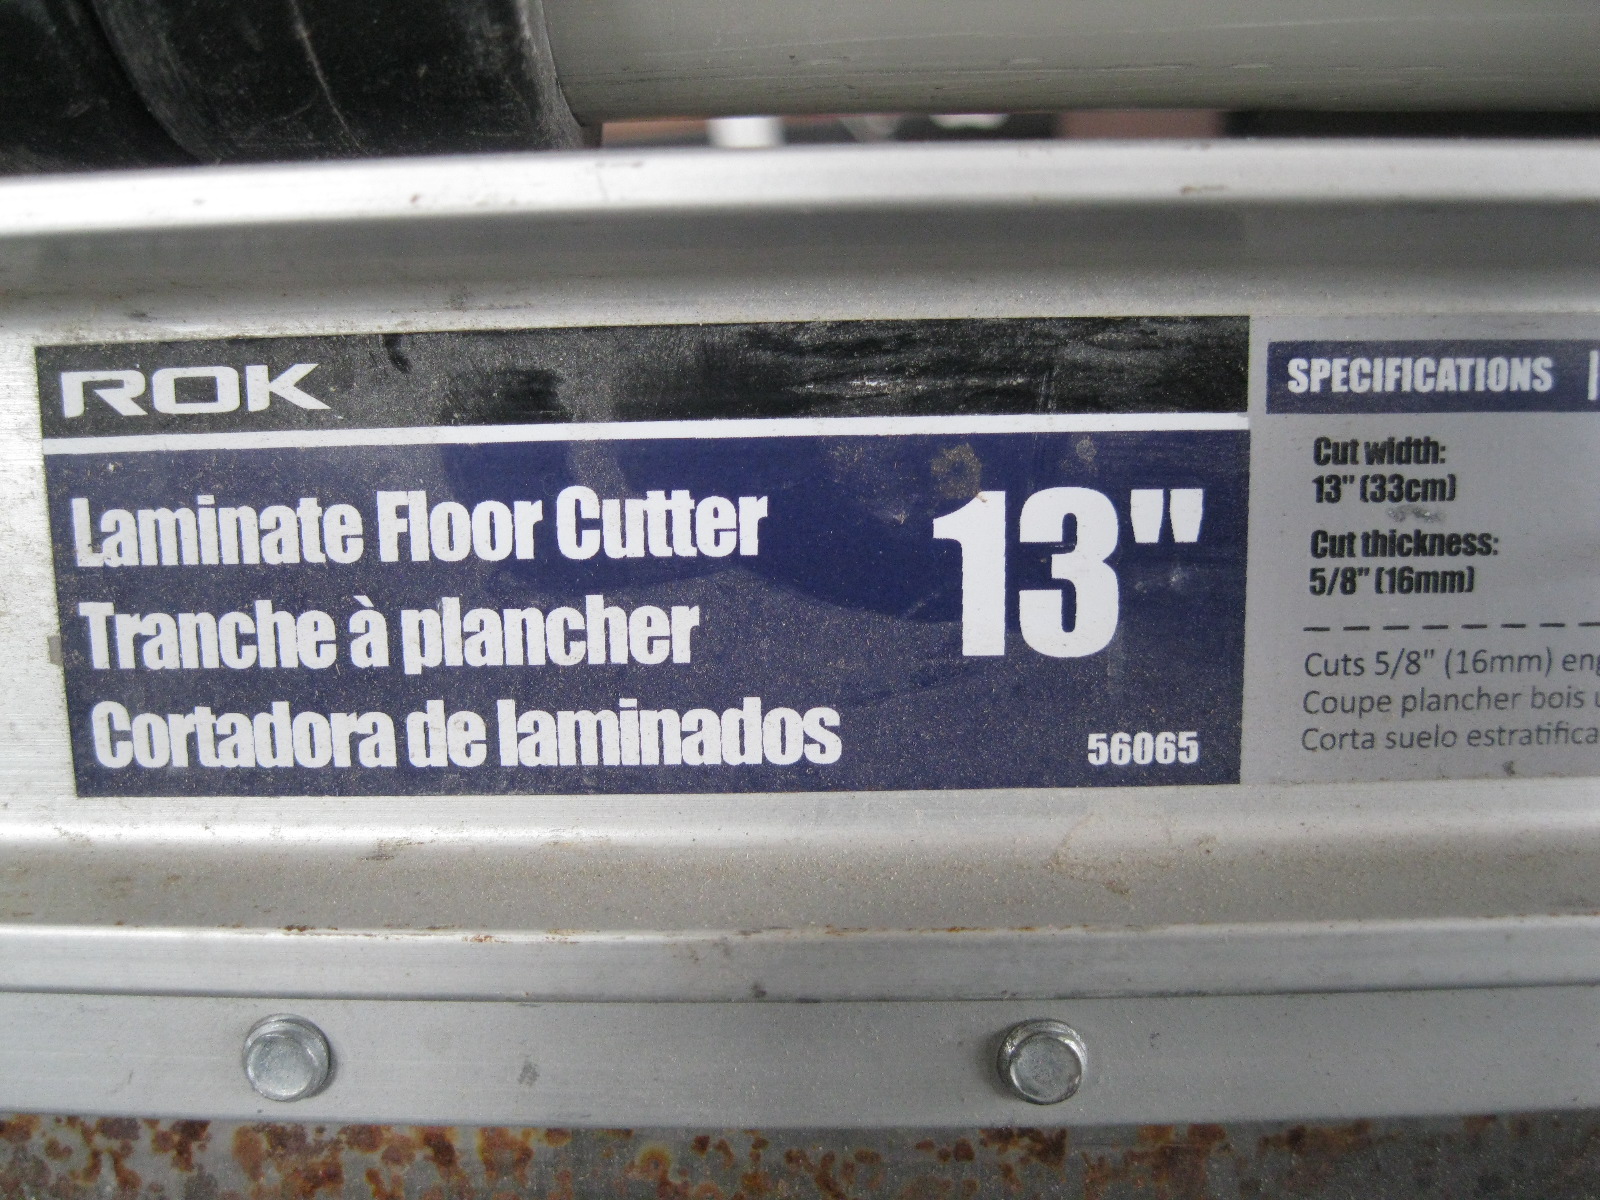 ROK
Laminate Floor Cutter
Tranche à plancher
Cortadora de laminados
13"
56065
SPECIFICATIONS
Cut width:
13" (33cm)
Cut thickness:
5/8" (16mm)
Cuts 5/8" (16mm)
Coupe plancher bois
Corta suelo